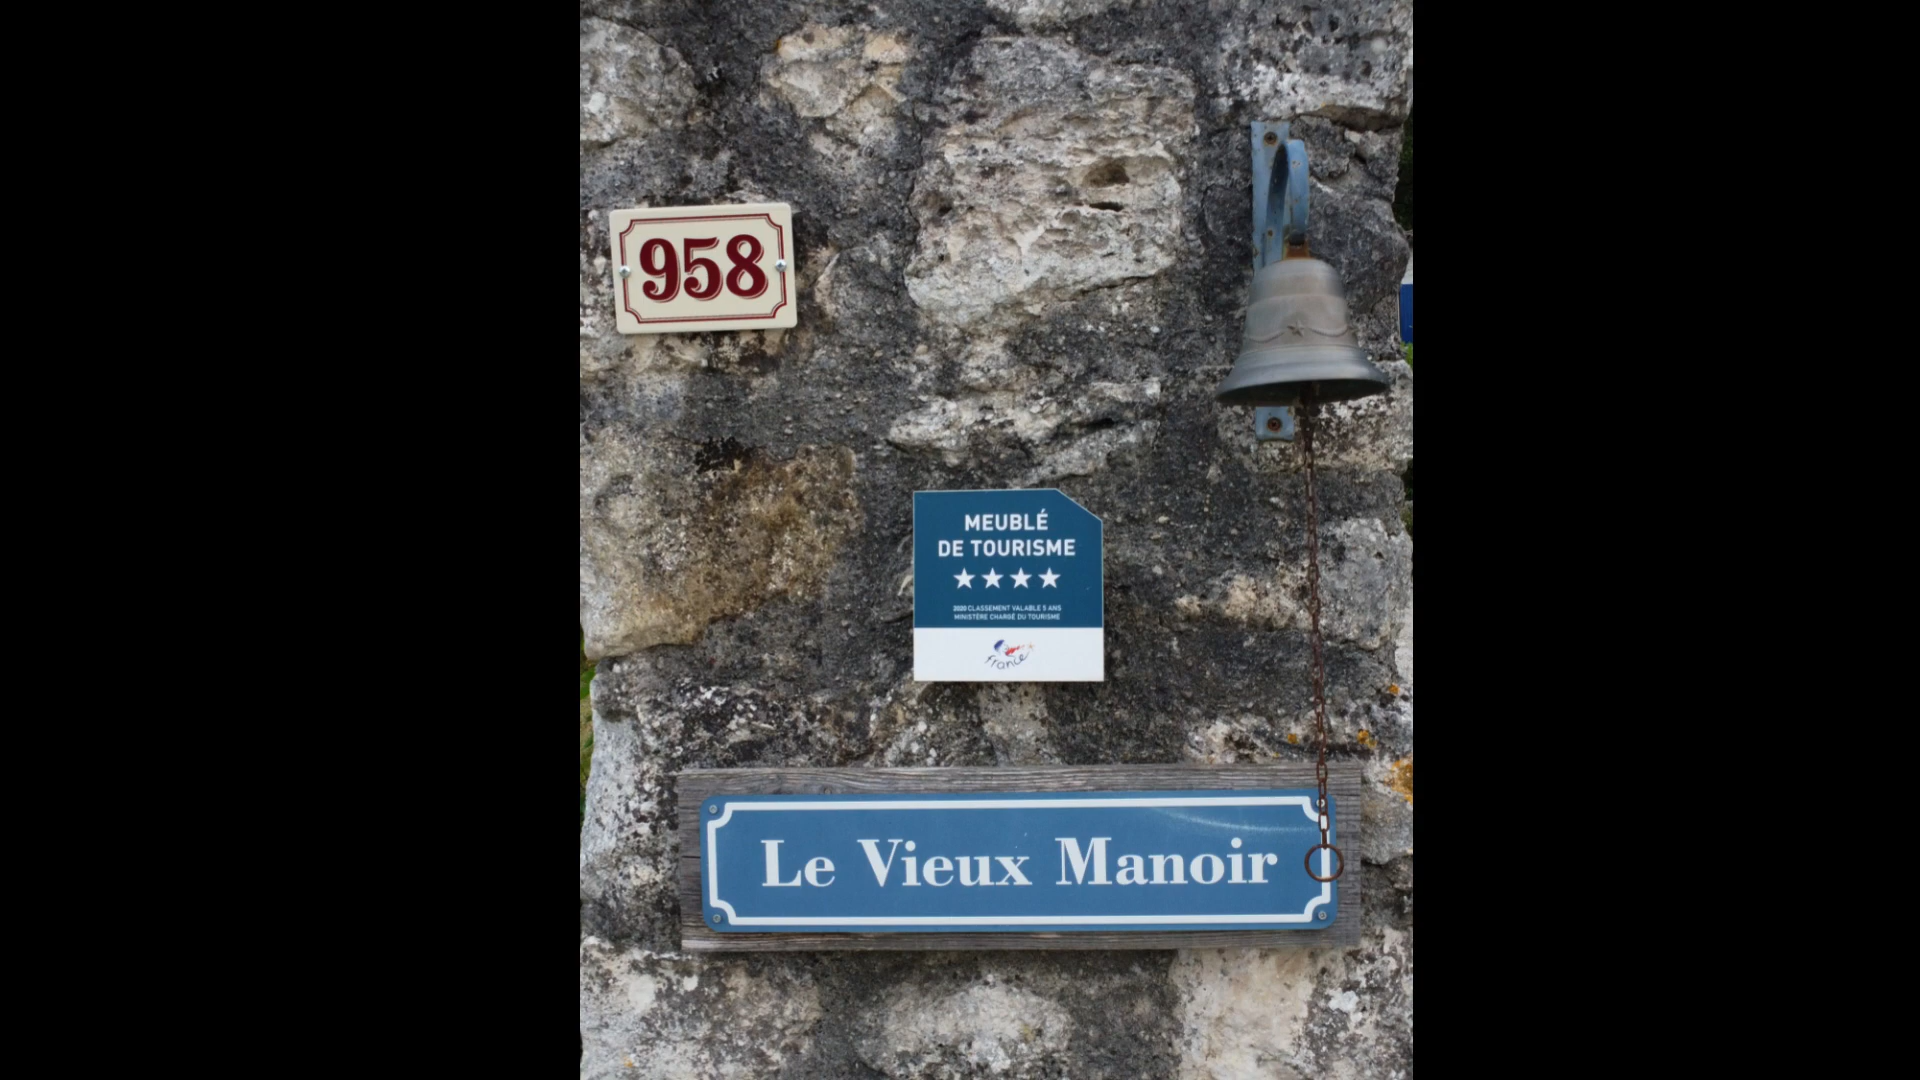 958
MEUBLÉ
DE TOURISME
2020 CLASSEMENT VALABLE 5 ANS
MINISTÈRE CHARGÉ DU TOURISME
france
Le Vieux Manoir